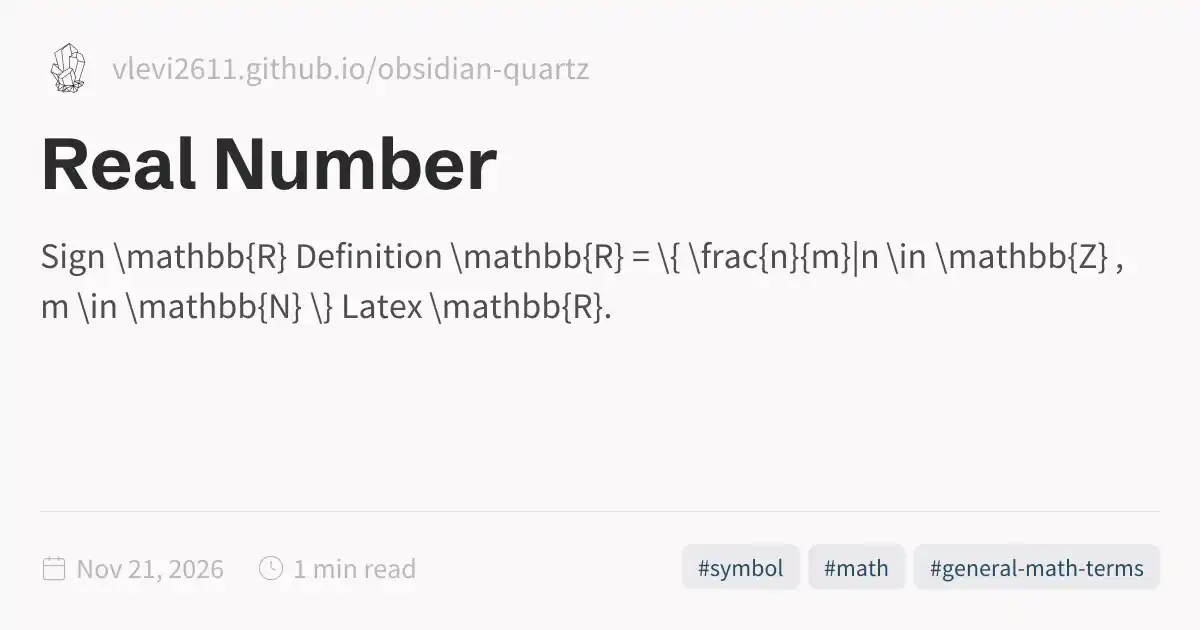 vlevi2611.github.io/obsidian-quartz
Real Number
Sign \mathbb{R} Definition \mathbb{R} = \{ \frac{n}{m}|n \in \mathbb{Z} ,
m \in \mathbb{N} \} Latex \mathbb{R}.
Nov 21, 2026
1 min read
#symbol
#math
#general-math-terms